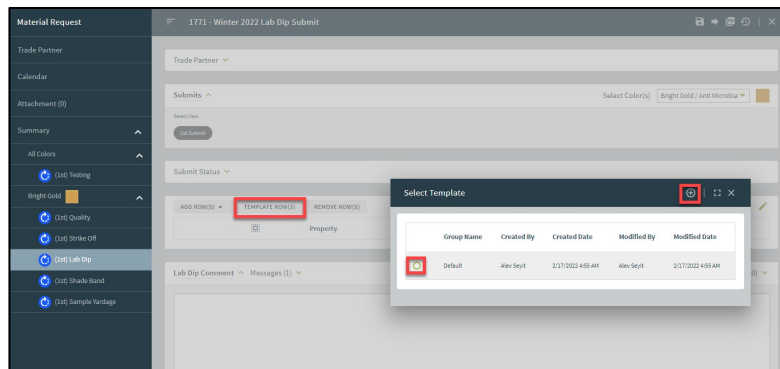 Material Request
1771 - Winter 2022 Lab Dip Submit
Trade Partner
Calendar
Attachment (0)
Summary
All Colors
(1st) Testing
Bright Gold
(1st) Quality
(1st) Strike Off
(1st) Lab Dip
(1st) Shade Band
(1st) Sample Yardage
Trade Partner
Submits
Select Color(s) Bright Gold / Anti Microbia
Select View
1st Submit
Submit Status
ADD ROW(S) TEMPLATE ROW(S) REMOVE ROW(S)
Property
Lab Dip Comment Messages (1)
Select Template
Group Name Created By Created Date Modified By Modified Date
Default Alev Seyit 2/17/2022 4:55 AM Alev Seyit 2/17/2022 4:55 AM